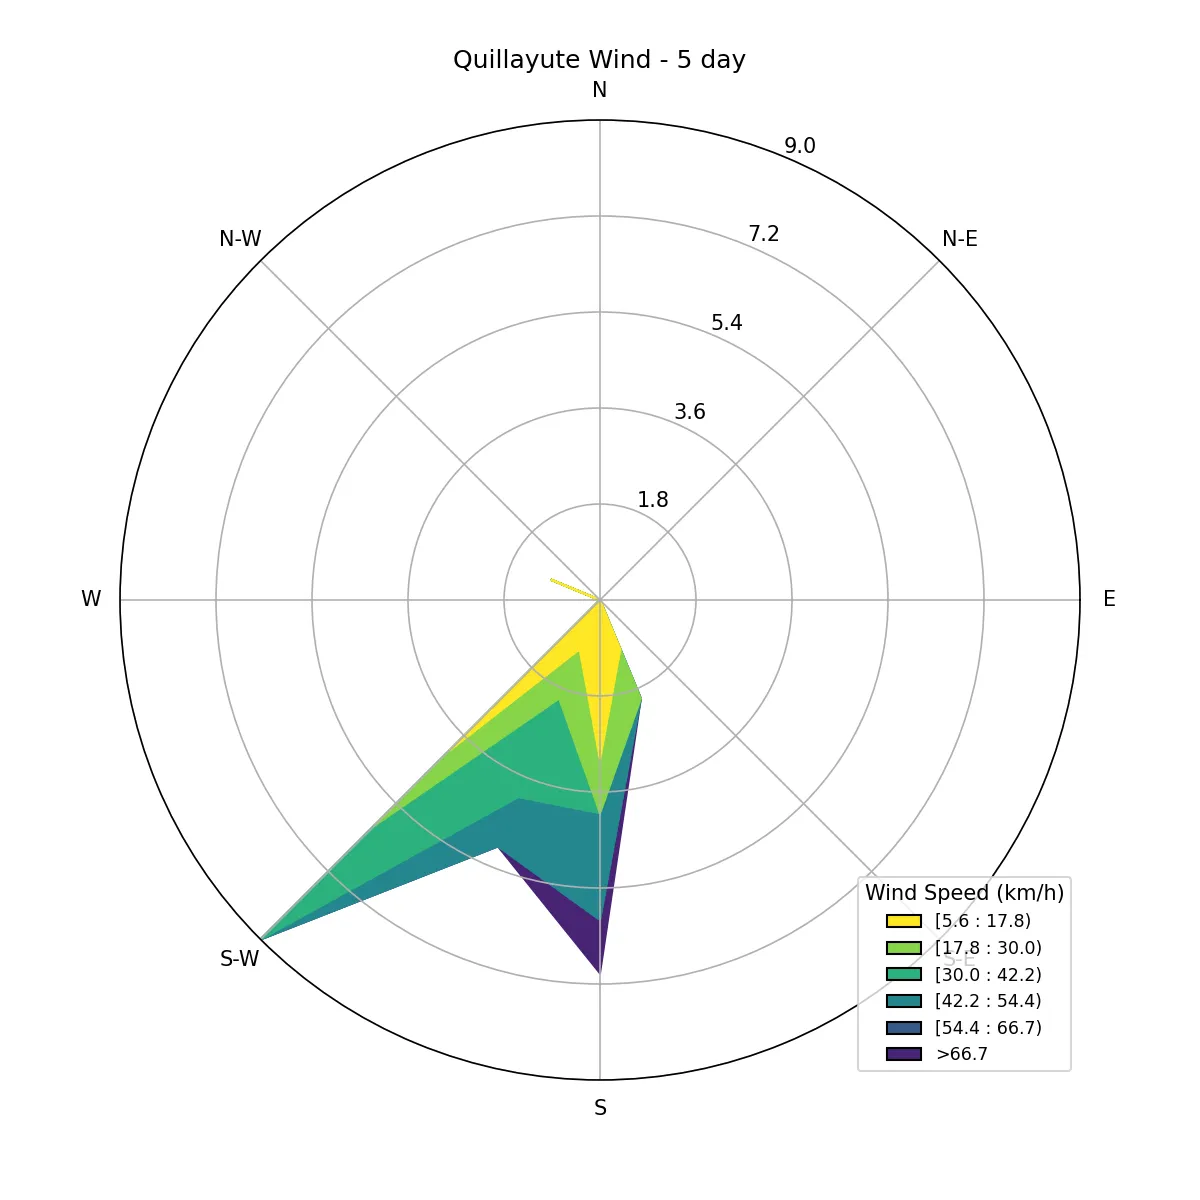 Quillayute Wind - 5 day
N
9.0
7.2
N-W
N-E
5.4
3.6
1.8
W
E
Wind Speed (km/h)
[5.6 : 17.8)
[17.8 : 30.0)
S-W
S-E
[30.0 : 42.2)
[42.2 : 54.4)
[54.4 : 66.7)
>66.7
S